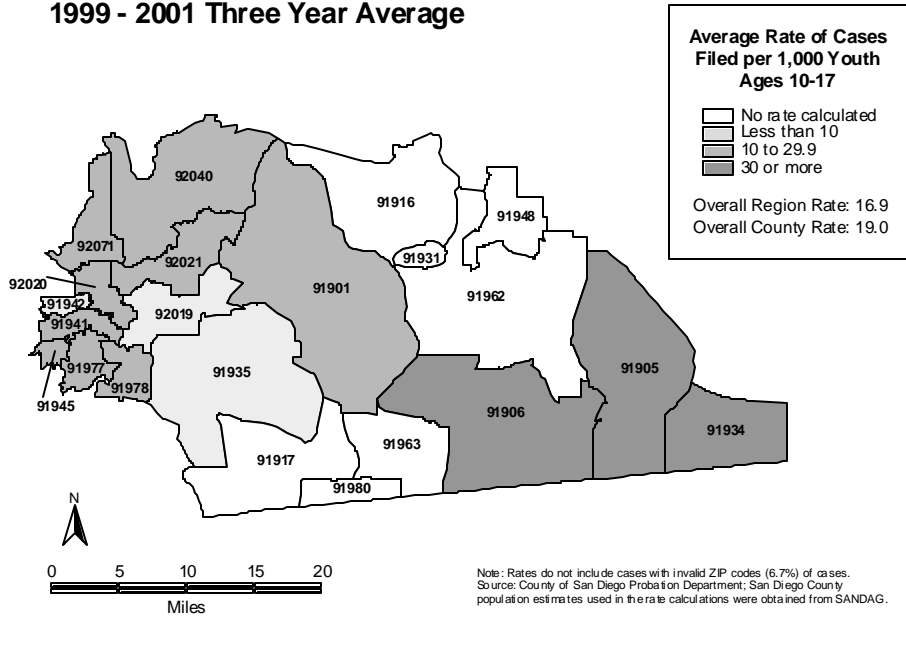 1999 - 2001 Three Year Average
Average Rate of Cases
Filed per 1,000 Youth
Ages 10-17
No rate calculated
Less than 10
10 to 29.9
30 or more
Overall Region Rate: 16.9
Overall County Rate: 19.0
92040
91916
91948
92071
91931
92021
92020
91901
91962
91942
92019
91941
91935
91977
91905
91978
91945
91906
91934
91963
91917
91980
N
0 5 10 15 20
Miles
Note: Rates do not include cases with invalid ZIP codes (6.7%) of cases.
Source: County of San Diego Probation Department; San Diego County
population estimates used in the rate calculations were obtained from SANDAG.